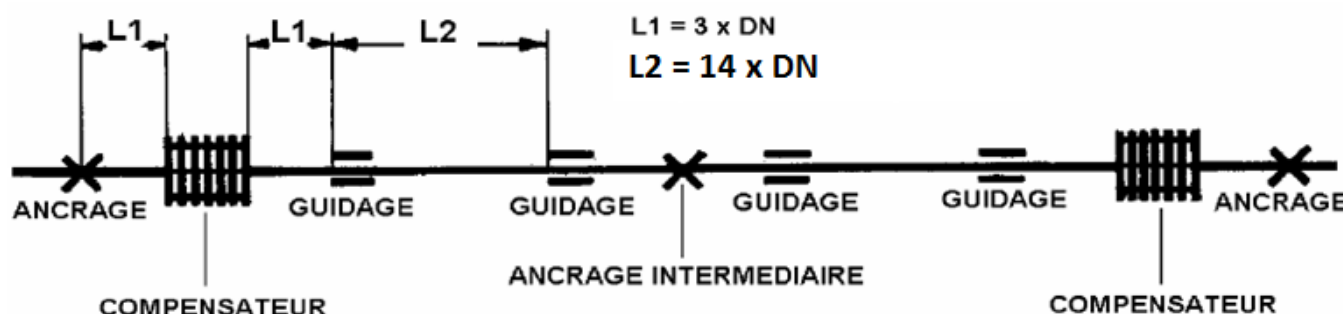 L1 L1 L2 L1 = 3 x DN
L2 = 14 x DN
ANCRAGE GUIDAGE GUIDAGE GUIDAGE GUIDAGE ANCRAGE
ANCRAGE INTERMEDIAIRE
COMPENSATEUR COMPENSATEUR